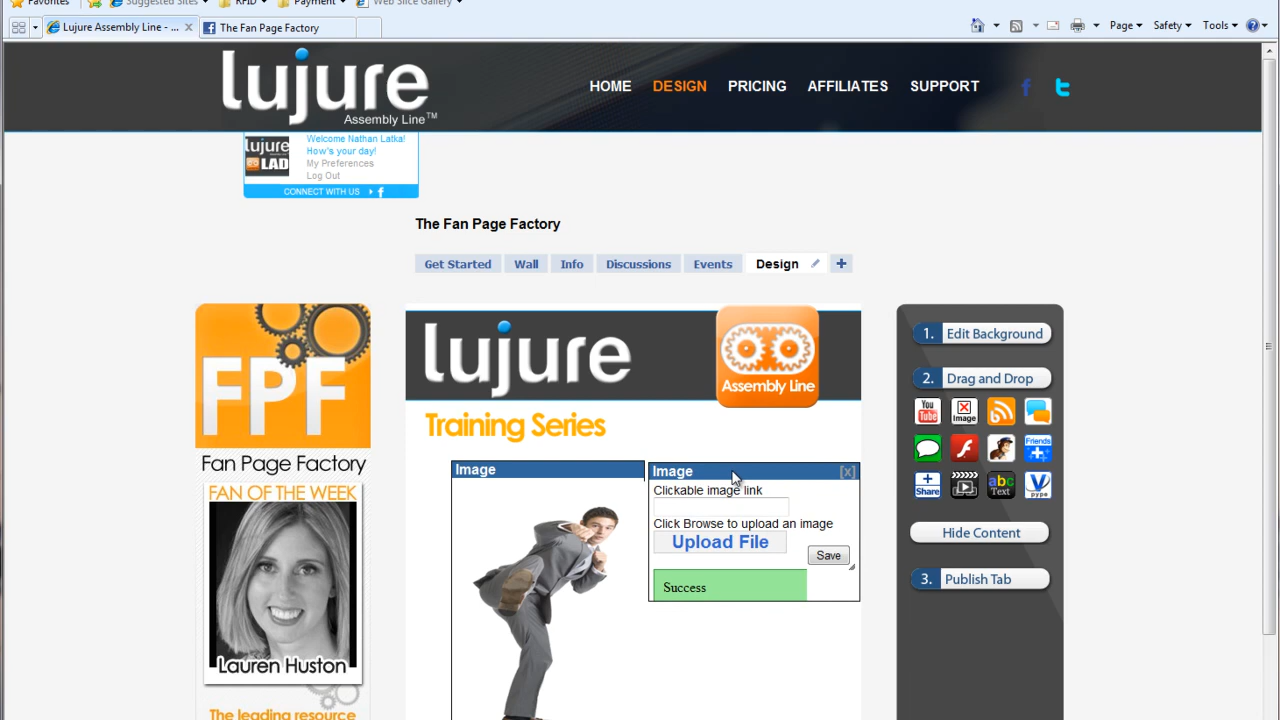 Favorites Suggested Sites RFID Payment Web Slice Gallery
Lujure Assembly Line - ... The Fan Page Factory
Page Safety Tools
lujure
Assembly Line™
HOME DESIGN PRICING AFFILIATES SUPPORT
lujure
LAD
Welcome Nathan Latka!
How's your day!
My Preferences
Log Out
CONNECT WITH US
The Fan Page Factory
Get Started Wall Info Discussions Events Design
FPF
Fan Page Factory
FAN OF THE WEEK
Lauren Huston
The leading resource
lujure
Assembly Line
Training Series
Image
Image [x]
Clickable image link
Click Browse to upload an image
Upload File
Save
Success
1. Edit Background
2. Drag and Drop
You Tube
Image
Friends
Share
abc Text
Vpype
Hide Content
3. Publish Tab